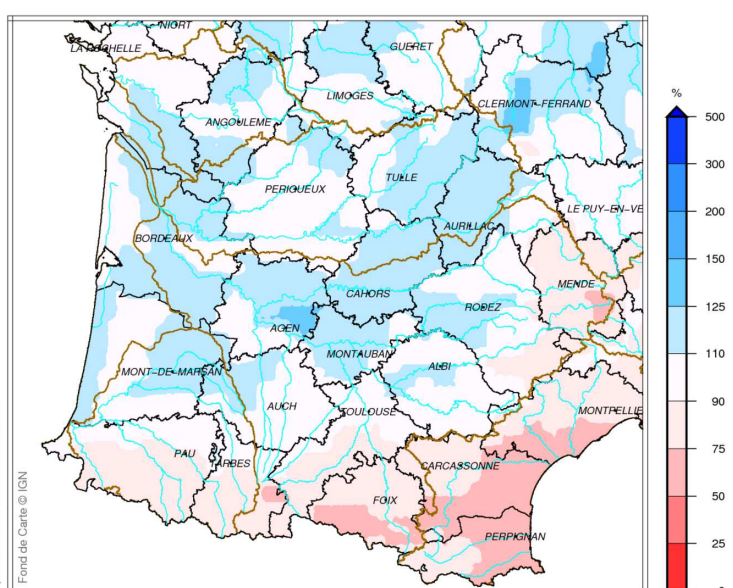 NIORT
LA ROCHELLE
GUERET
%
LIMOGES
CLERMONT-FERRAND
500
ANGOULEME
300
TULLE
PERIGUEUX
200
LE PUY-EN-VE
AURILLAC
BORDEAUX
150
MENDE
CAHORS
RODEZ
125
AGEN
MONTAUBAN
110
ALBI
MONT-DE-MARSAN
AUCH
TOULOUSE
MONTPELLIE
90
PAU
TARBES
CARCASSONNE
75
FOIX
50
PERPIGNAN
25
Fond de Carte © IGN